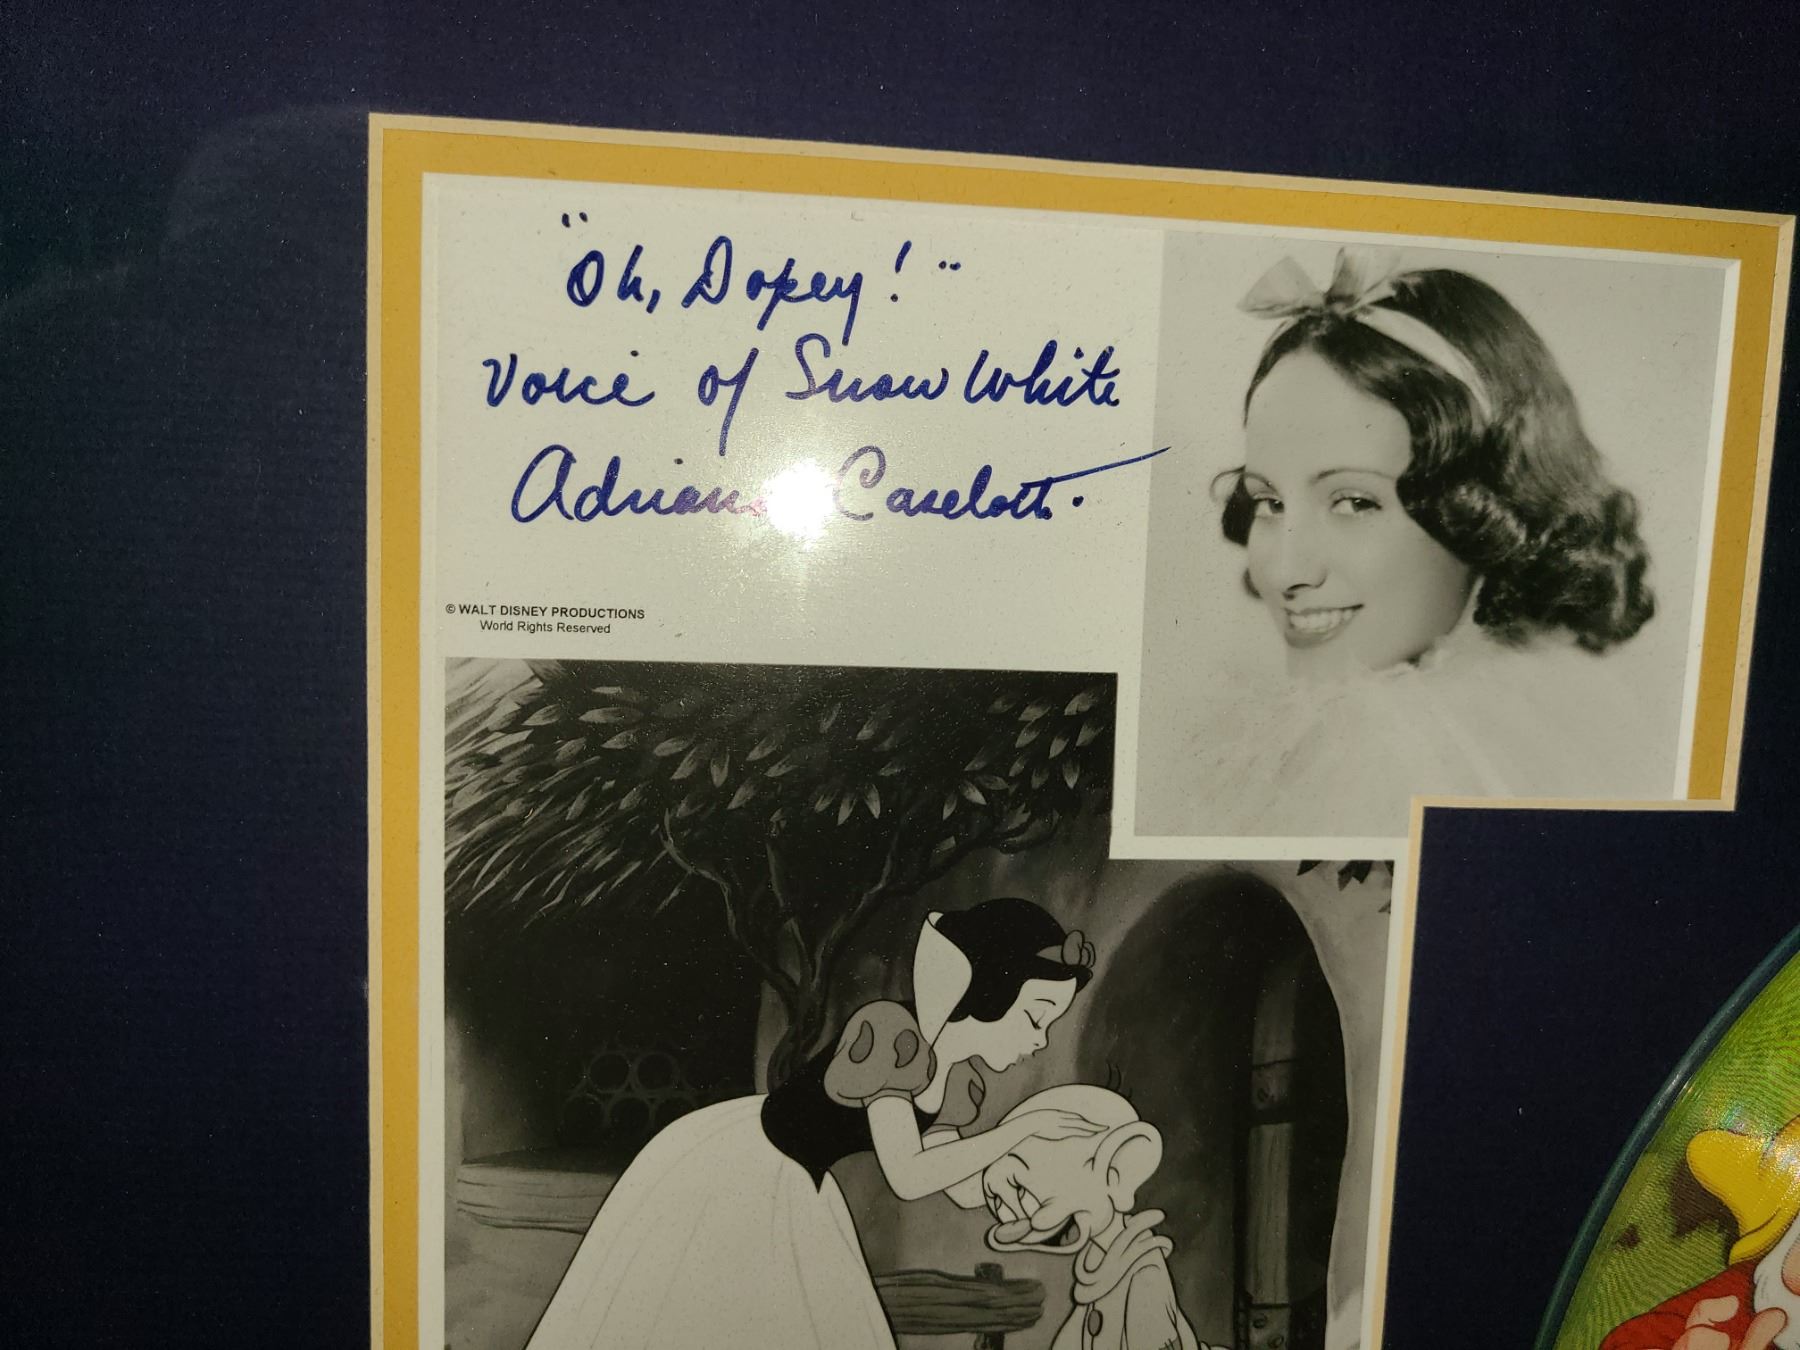 "Oh, Dopey!"
Voice of Snow White
Adriana Caselotti
© WALT DISNEY PRODUCTIONS
World Rights Reserved